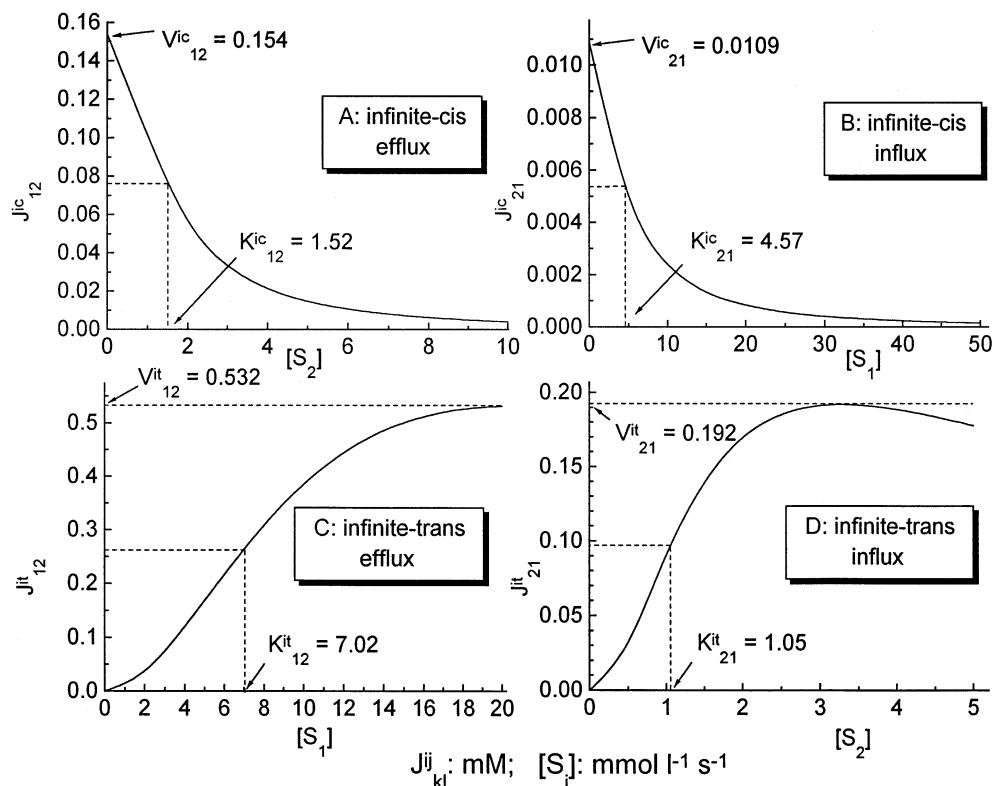 0.16
0.14
0.12
0.10
0.08
0.06
0.04
0.02
0.00
J^ic_12
V^ic_12 = 0.154
A: infinite-cis
efflux
K^ic_12 = 1.52
0 2 4 6 8 10
[S_2]
0.010
0.008
0.006
0.004
0.002
0.000
J^ic_21
V^ic_21 = 0.0109
B: infinite-cis
influx
K^ic_21 = 4.57
0 10 20 30 40 50
[S_1]
0.5
0.4
0.3
0.2
0.1
0.0
J^it_12
V^it_12 = 0.532
C: infinite-trans
efflux
K^it_12 = 7.02
0 2 4 6 8 10 12 14 16 18 20
[S_1]
0.20
0.15
0.10
0.05
0.00
J^it_21
V^it_21 = 0.192
D: infinite-trans
influx
K^it_21 = 1.05
0 1 2 3 4 5
[S_2]
J^ij_kl: mM; [S_i]: mmol l^-1 s^-1